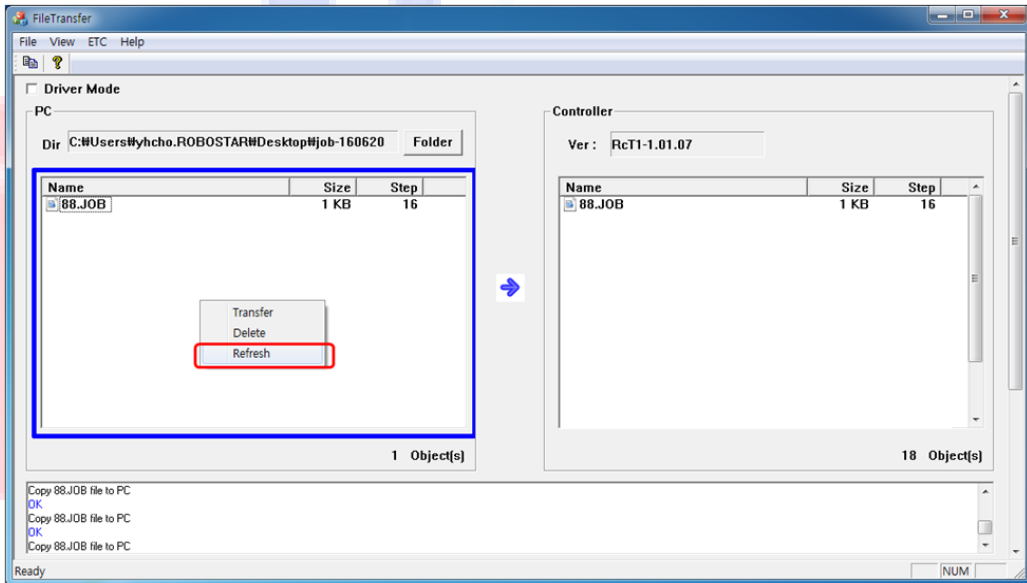 FileTransfer
File View ETC Help
Driver Mode
PC
Dir C:₩Users₩yhcho.ROBOSTAR₩Desktop₩job-160620 Folder
Name Size Step
88.JOB 1 KB 16
Transfer
Delete
Refresh
1 Object(s)
Controller
Ver : RcT1-1.01.07
Name Size Step
88.JOB 1 KB 16
18 Object(s)
Copy 88.JOB file to PC
OK
Copy 88.JOB file to PC
OK
Copy 88.JOB file to PC
Ready NUM